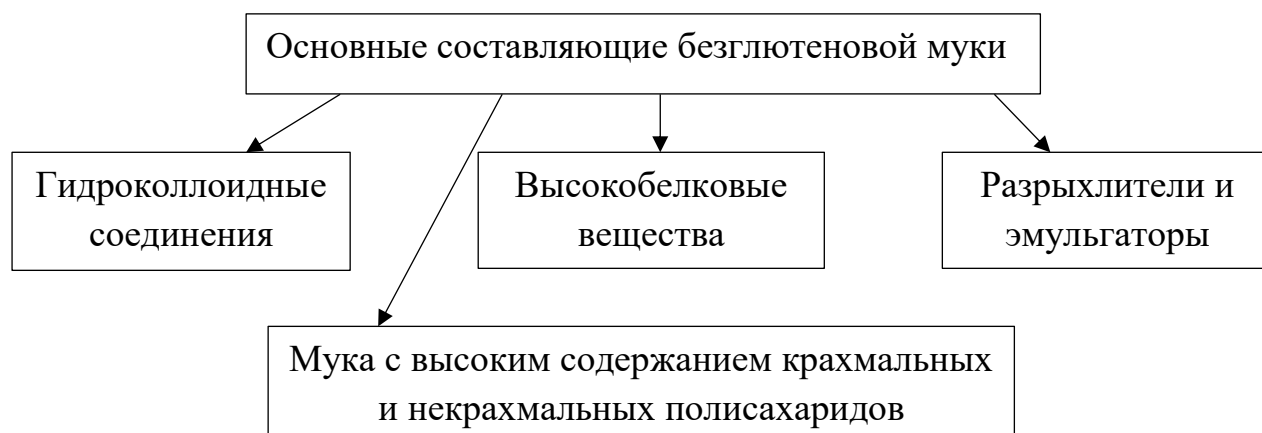 Основные составляющие безглютеновой муки
Гидроколлоидные
соединения
Высокобелковые
вещества
Разрыхлители и
эмульгаторы
Мука с высоким содержанием крахмальных
и некрахмальных полисахаридов